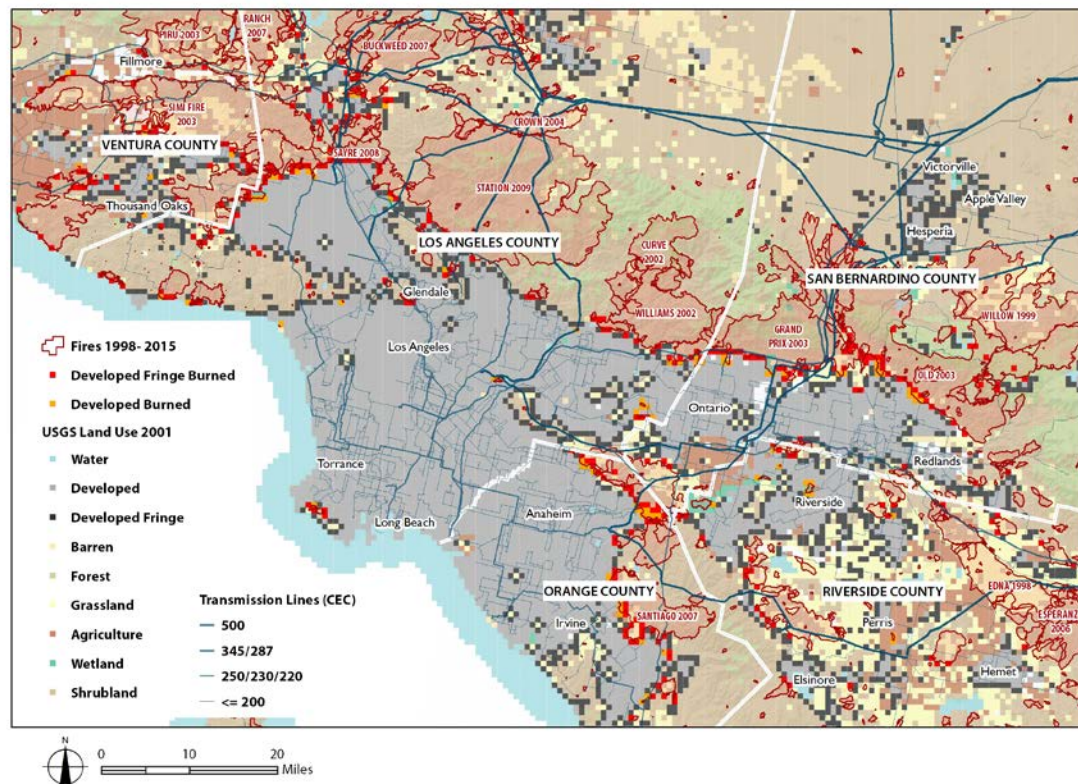 RANCH
2007
PIRU 2003
BUCKWEED 2007
Fillmore
SIMI FIRE
2003
CROWN 2004
VENTURA COUNTY
SAYRE 2008
Victorville
STATION 2009
Apple Valley
Thousand Oaks
Hesperia
LOS ANGELES COUNTY
CURVE
2002
SAN BERNARDINO COUNTY
Glendale
WILLIAMS 2002
WILLOW 1999
GRAND
PRIX 2003
Los Angeles
OLD 2003
Ontario
Redlands
Torrance
Riverside
Anaheim
Long Beach
EDNA 1998
ORANGE COUNTY
RIVERSIDE COUNTY
ESPERANZ
2006
SANTIAGO 2007
Perris
Irvine
Elsinore
Hemet
Fires 1998- 2015
Developed Fringe Burned
Developed Burned
USGS Land Use 2001
Water
Developed
Developed Fringe
Barren
Forest
Grassland
Agriculture
Wetland
Shrubland
Transmission Lines (CEC)
500
345/287
250/230/220
<= 200
N
0 10 20
Miles